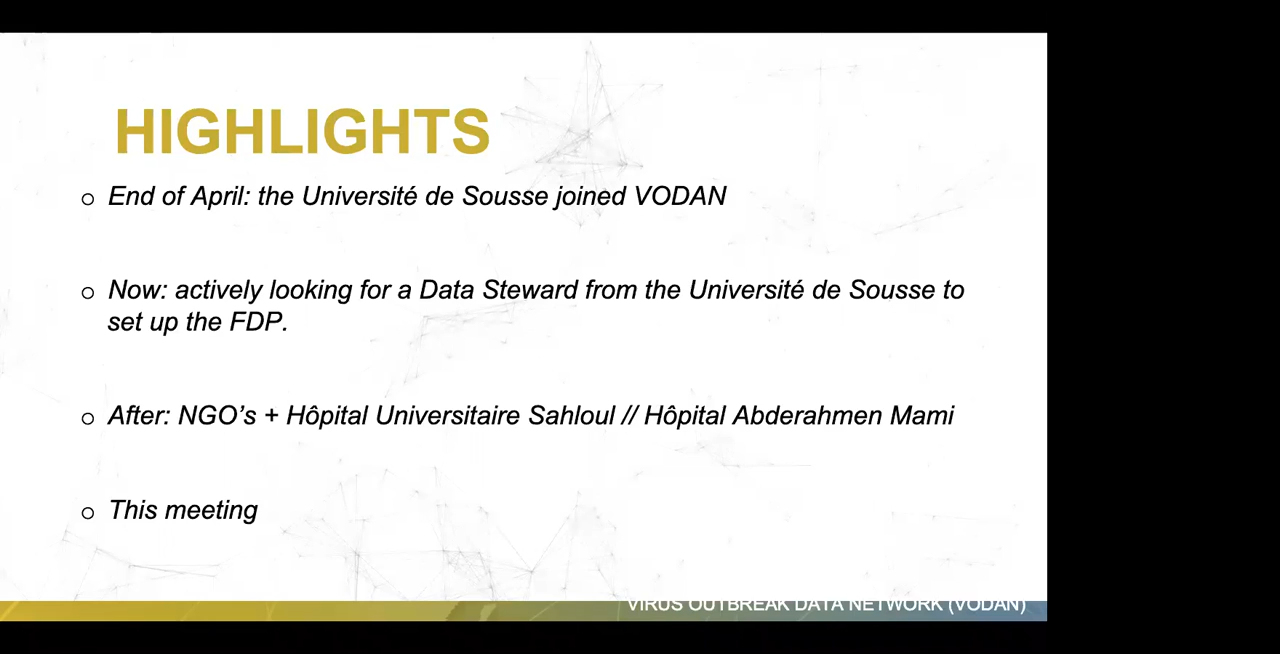 HIGHLIGHTS
o End of April: the Université de Sousse joined VODAN
o Now: actively looking for a Data Steward from the Université de Sousse to
set up the FDP.
o After: NGO’s + Hôpital Universitaire Sahloul // Hôpital Abderahmen Mami
o This meeting
VIRUS OUTBREAK DATA NETWORK (VODAN)